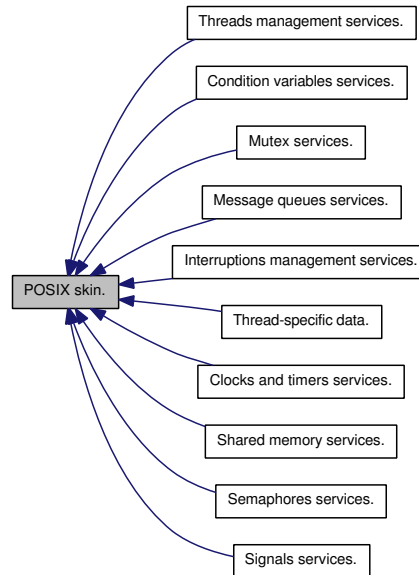 Threads management services.
Condition variables services.
Mutex services.
Message queues services.
Interruptions management services.
POSIX skin.
Thread-specific data.
Clocks and timers services.
Shared memory services.
Semaphores services.
Signals services.